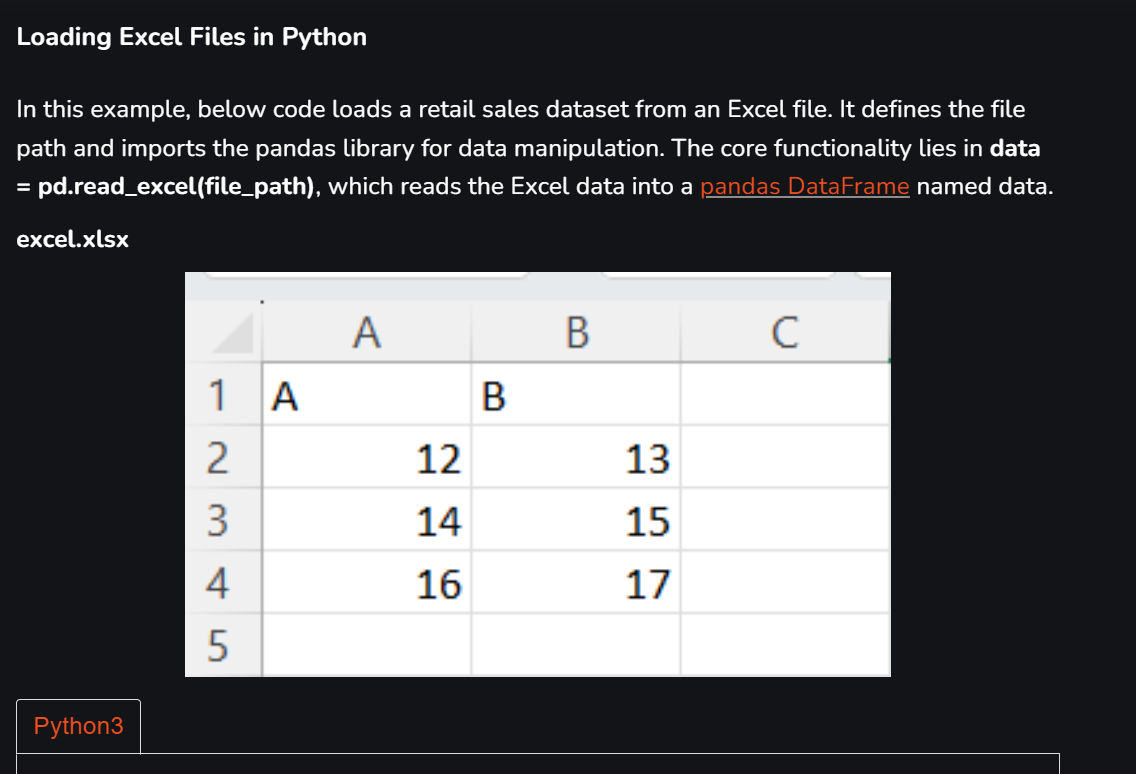 Loading Excel Files in Python
In this example, below code loads a retail sales dataset from an Excel file. It defines the file
path and imports the pandas library for data manipulation. The core functionality lies in data
= pd.read_excel(file_path), which reads the Excel data into a pandas DataFrame named data.
excel.xlsx
A B C
1 A B
2 12 13
3 14 15
4 16 17
5
Python3